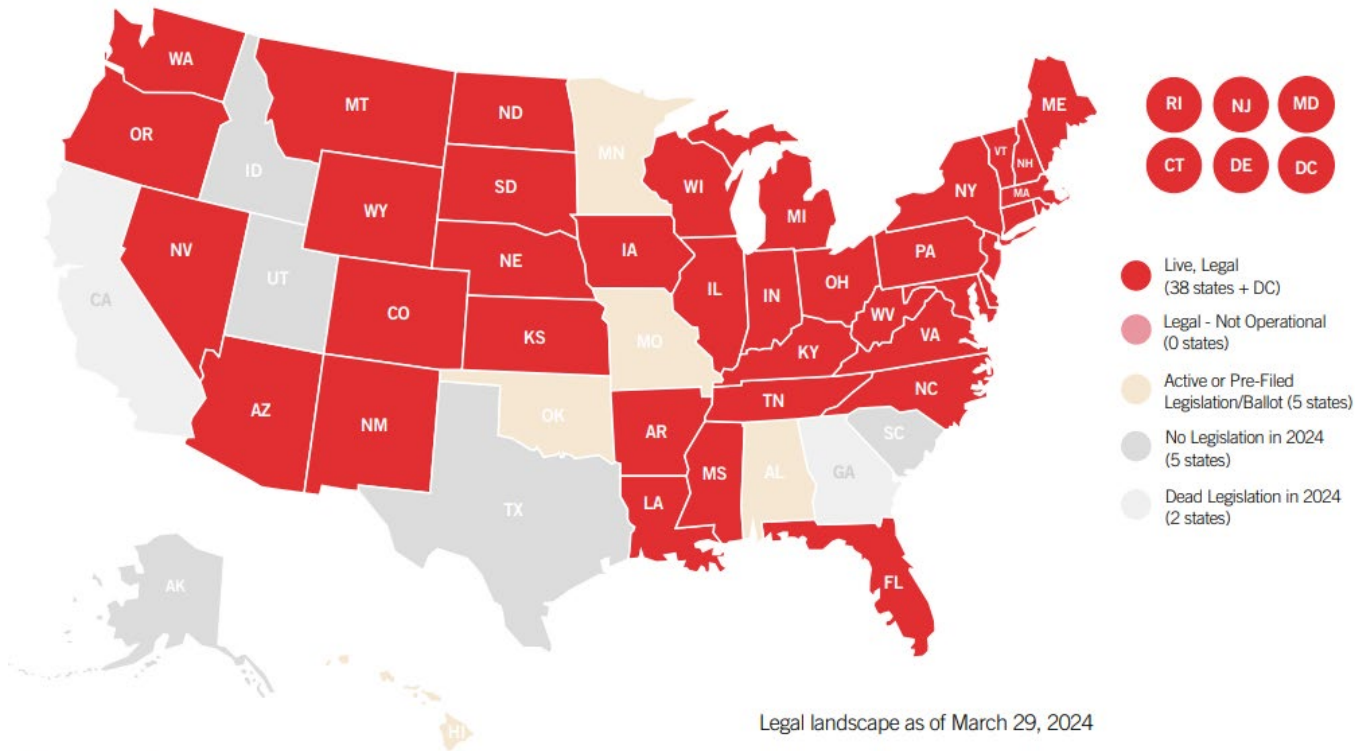 WA
MT
ND
MN
ME
OR
ID
SD
WI
VT
NH
WY
MI
NY
MA
NV
IA
PA
NE
UT
IL
IN
OH
CA
CO
WV
VA
KS
MO
KY
NC
TN
AZ
NM
OK
AR
SC
MS
AL
GA
TX
LA
FL
AK
HI
RI NJ MD
CT DE DC
Live, Legal
(38 states + DC)
Legal - Not Operational
(0 states)
Active or Pre-Filed
Legislation/Ballot (5 states)
No Legislation in 2024
(5 states)
Dead Legislation in 2024
(2 states)
Legal landscape as of March 29, 2024